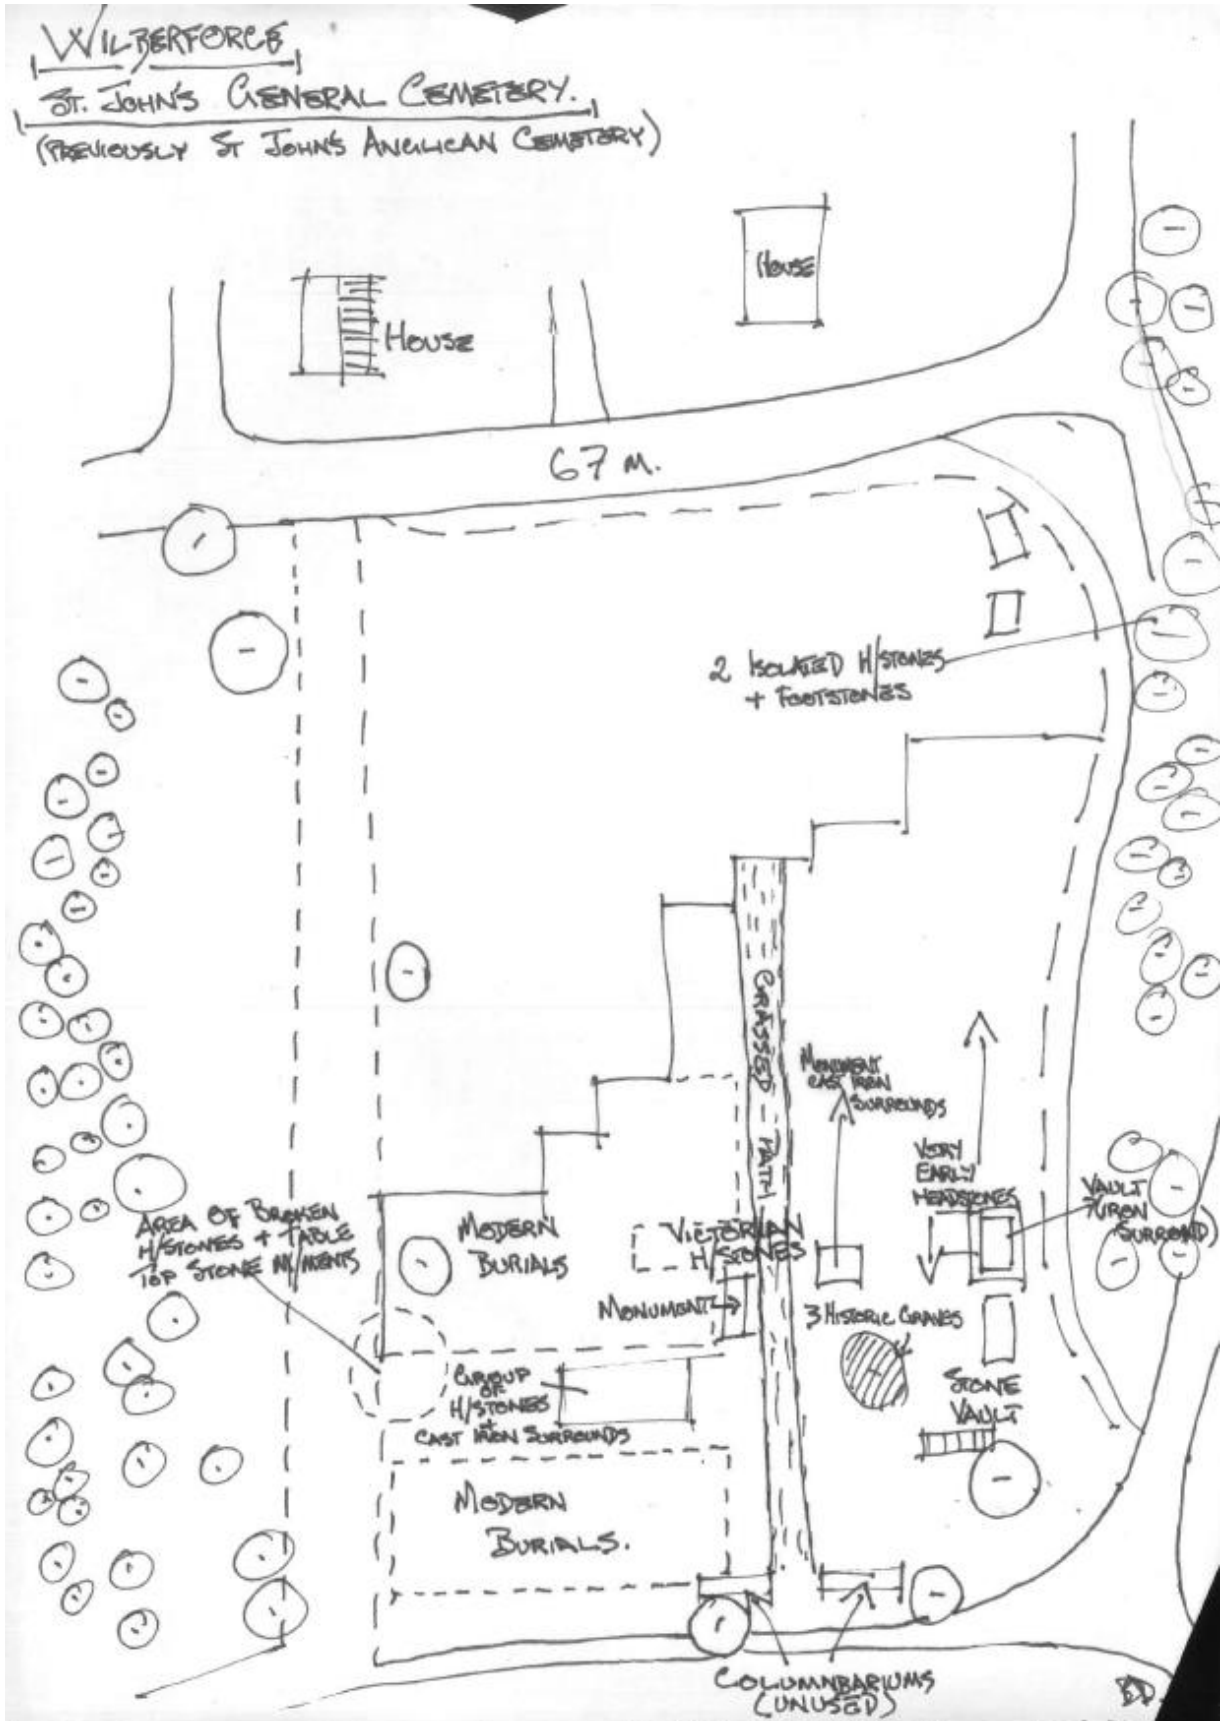 WILBERFORCE
ST. JOHN'S GENERAL CEMETERY.
(PREVIOUSLY ST JOHN'S ANGLICAN CEMETERY)
HOUSE
HOUSE
67 M.
2 ISOLATED H/STONES
+ FOOTSTONES
GRASSED - PATH
MONUMENT
CAST IRON
SURROUNDS
VERY
EARLY
HEADSTONES
VAULT
(IRON
SURROUND)
AREA OF BROKEN
H/STONES + TABLE
TOP STONE M/MENTS
MODERN
BURIALS
VICTORIAN
H/STONES
MONUMENT
3 HISTORIC GRAVES
GROUP
OF
H/STONES
+
CAST IRON SURROUNDS
STONE
VAULT
MODERN
BURIALS.
COLUMNBARIUMS
(UNUSED)